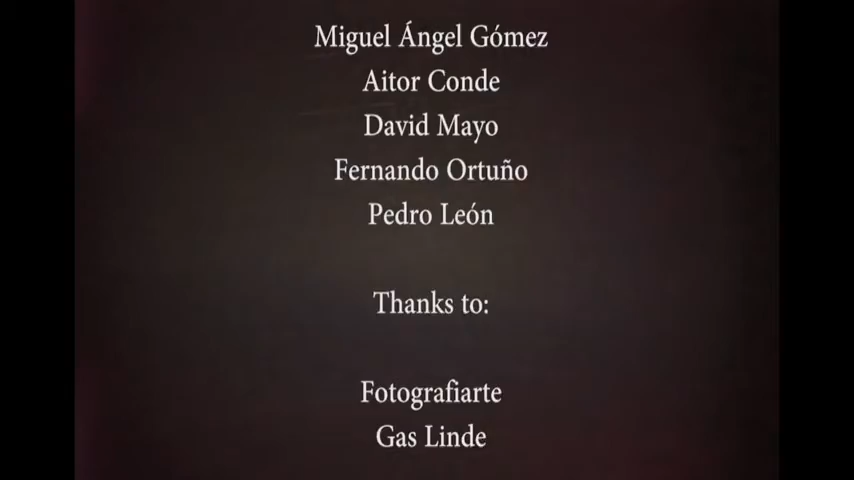 Miguel Ángel Gómez
Aitor Conde
David Mayo
Fernando Ortuño
Pedro León
Thanks to:
Fotografiarte
Gas Linde